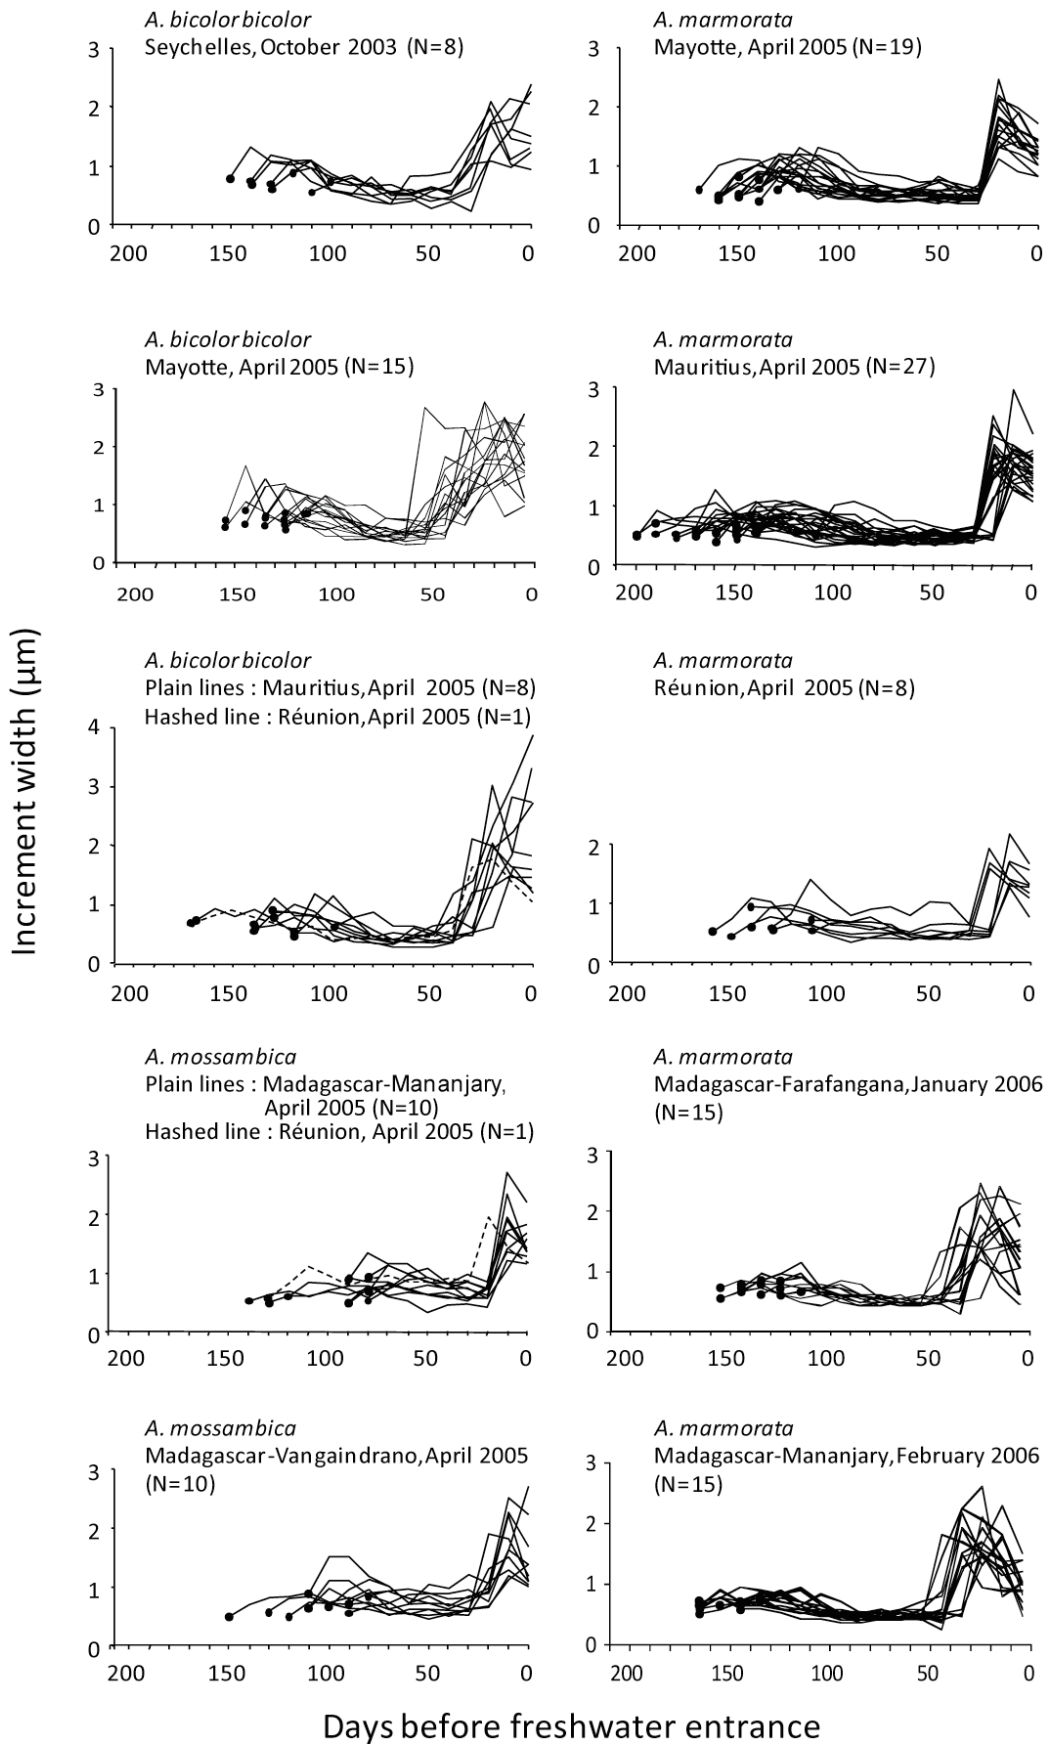 A. bicolor bicolor
Seychelles, October 2003 (N=8)
3
2
1
0
200 150 100 50 0
A. marmorata
Mayotte, April 2005 (N=19)
3
2
1
0
200 150 100 50 0
A. bicolor bicolor
Mayotte, April 2005 (N=15)
3
2
1
0
200 150 100 50 0
A. marmorata
Mauritius, April 2005 (N=27)
3
2
1
0
200 150 100 50 0
Increment width (µm)
A. bicolor bicolor
Plain lines : Mauritius, April 2005 (N=8)
Hashed line : Réunion, April 2005 (N=1)
4
3
2
1
0
200 150 100 50 0
A. marmorata
Réunion, April 2005 (N=8)
2
1
0
200 150 100 50 0
A. mossambica
Plain lines : Madagascar-Mananjary,
April 2005 (N=10)
Hashed line : Réunion, April 2005 (N=1)
3
2
1
0
200 150 100 50 0
A. marmorata
Madagascar-Farafangana, January 2006
(N=15)
3
2
1
0
200 150 100 50 0
A. mossambica
Madagascar-Vangaindrano, April 2005
(N=10)
3
2
1
0
200 150 100 50 0
A. marmorata
Madagascar-Mananjary, February 2006
(N=15)
3
2
1
0
200 150 100 50 0
Days before freshwater entrance